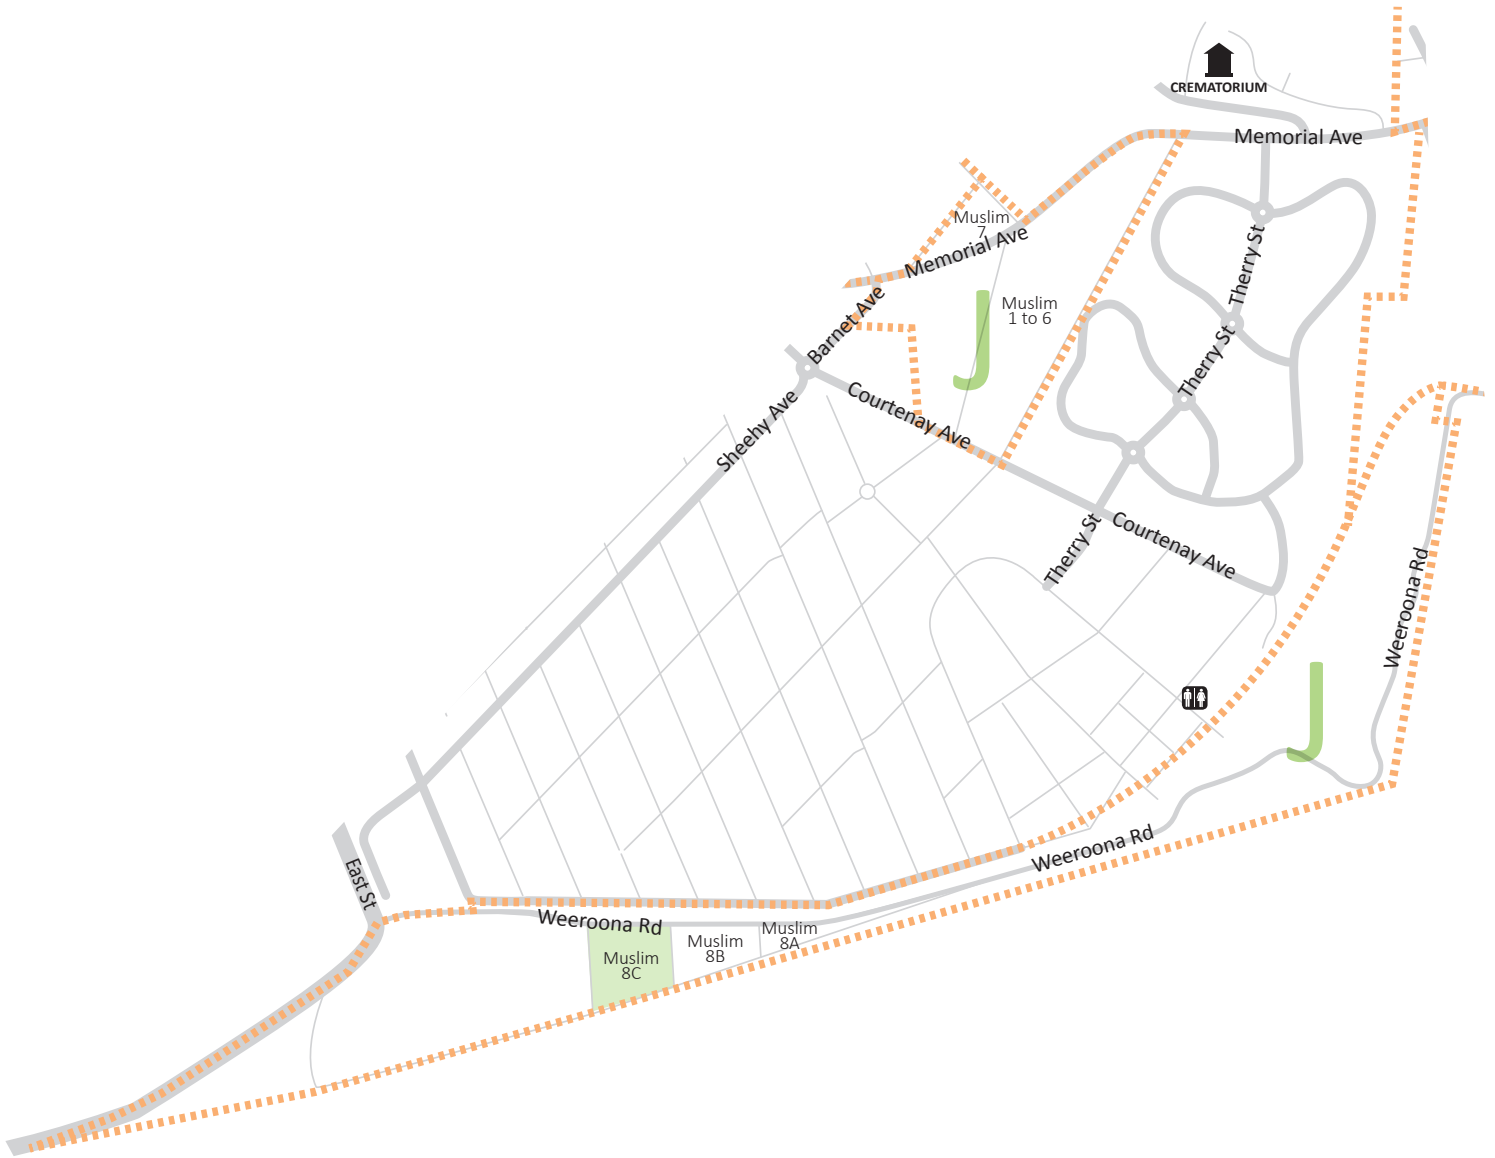 CREMATORIUM
Memorial Ave
Muslim
7
Memorial Ave
Therry St
Barnet Ave
J
Muslim
1 to 6
Therry St
Courtenay Ave
Sheehy Ave
Therry St
Courtenay Ave
Weeroona Rd
J
Weeroona Rd
East St
Weeroona Rd
Muslim
8A
Muslim
8B
Muslim
8C